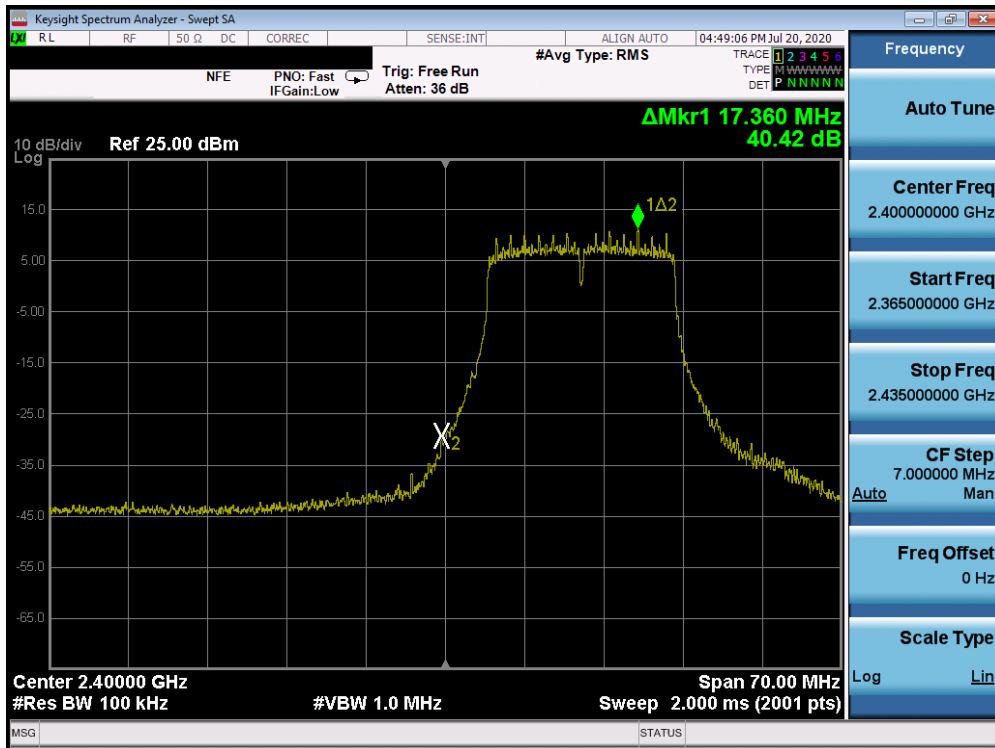 Keysight Spectrum Analyzer - Swept SA
LXI RL RF 50 Ω DC CORREC SENSE:INT ALIGN AUTO 04:49:06 PM Jul 20, 2020
#Avg Type: RMS TRACE 1 2 3 4 5 6
NFE PNO: Fast Trig: Free Run TYPE M W W W W W
IFGain:Low Atten: 36 dB DET P N N N N N
ΔMkr1 17.360 MHz
40.42 dB
10 dB/div Ref 25.00 dBm
Log
15.0
5.00
-5.00
-15.0
-25.0
-35.0
-45.0
-55.0
-65.0
1Δ2
X2
Center 2.40000 GHz Span 70.00 MHz
#Res BW 100 kHz #VBW 1.0 MHz Sweep 2.000 ms (2001 pts)
MSG STATUS
Frequency
Auto Tune
Center Freq
2.400000000 GHz
Start Freq
2.365000000 GHz
Stop Freq
2.435000000 GHz
CF Step
7.000000 MHz
Auto Man
Freq Offset
0 Hz
Scale Type
Log Lin